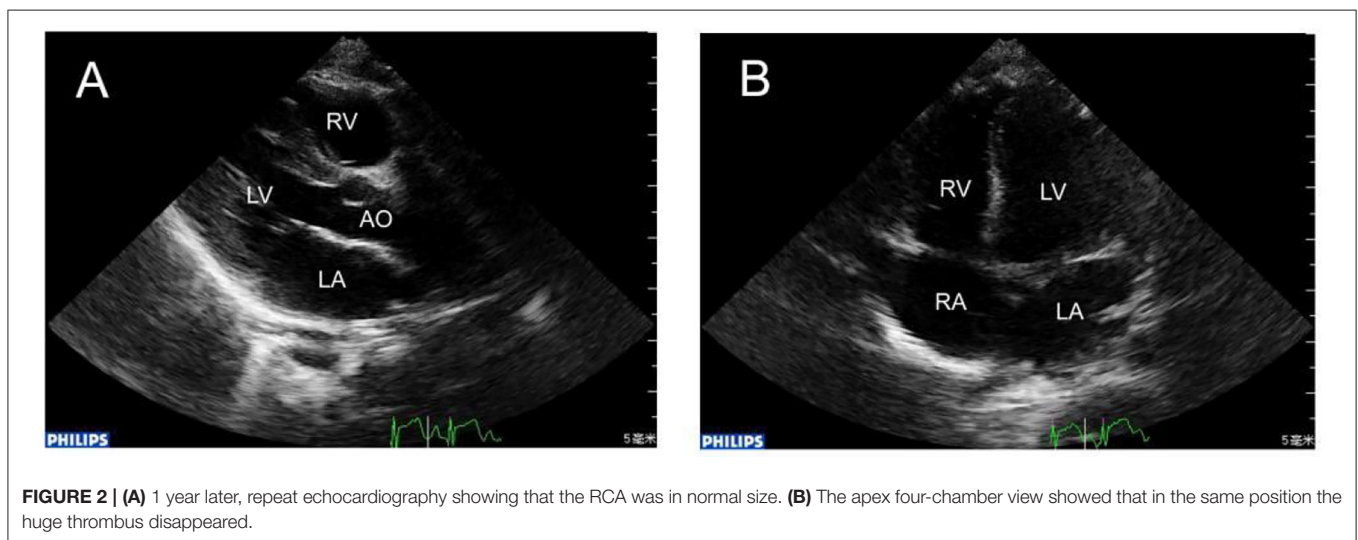 A
RV
LV
AO
LA
PHILIPS
5毫米
B
RV
LV
RA
LA
PHILIPS
5毫米
FIGURE 2 | (A) 1 year later, repeat echocardiography showing that the RCA was in normal size. (B) The apex four-chamber view showed that in the same position the
huge thrombus disappeared.